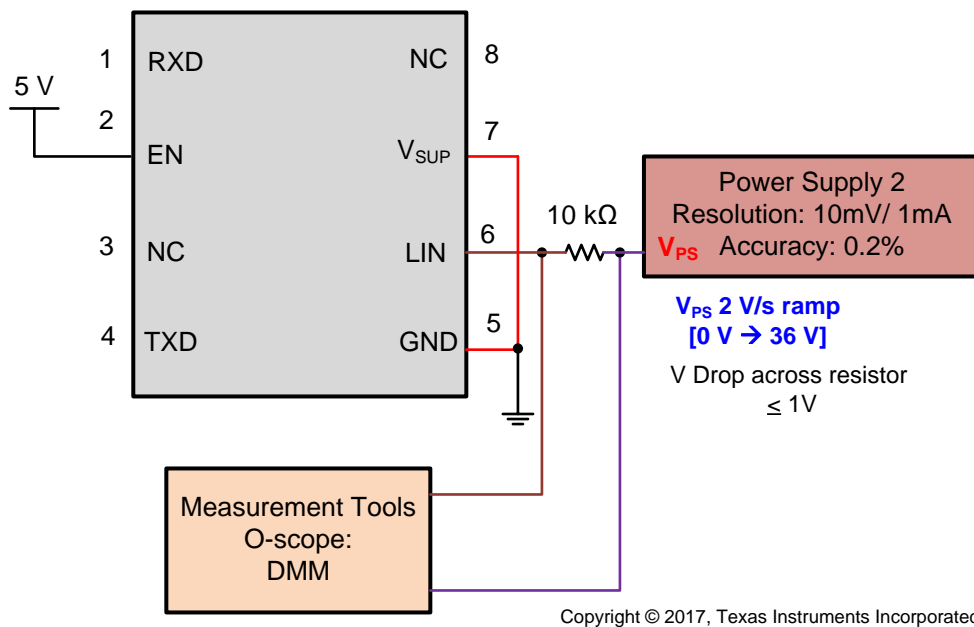 1 RXD NC 8
5 V
2
7
EN VSUP
Power Supply 2
Resolution: 10mV/ 1mA
VPS Accuracy: 0.2%
10 kΩ
3 NC LIN 6
VPS 2 V/s ramp
[0 V → 36 V]
4 TXD GND 5
V Drop across resistor
≤ 1V
Measurement Tools
O-scope:
DMM
Copyright © 2017, Texas Instruments Incorporated